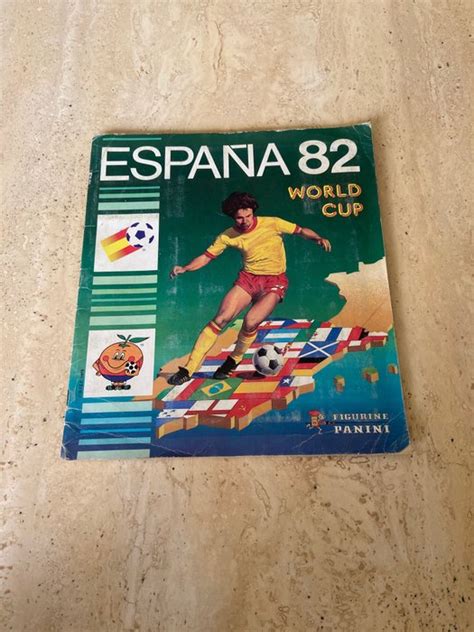 ESPAÑA 82
WORLD
CUP
FIGURINE
PANINI